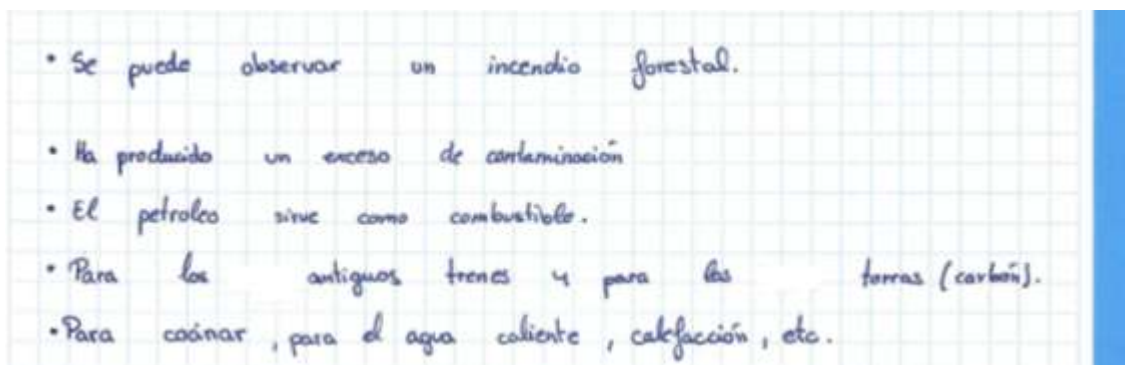 • Se puede observar un incendio forestal.
• Ha producido un exceso de contaminación
• El petroleo sirve como combustible.
• Para los antiguos trenes y para las torras (carbón).
• Para cocinar, para el agua caliente, calefacción, etc.